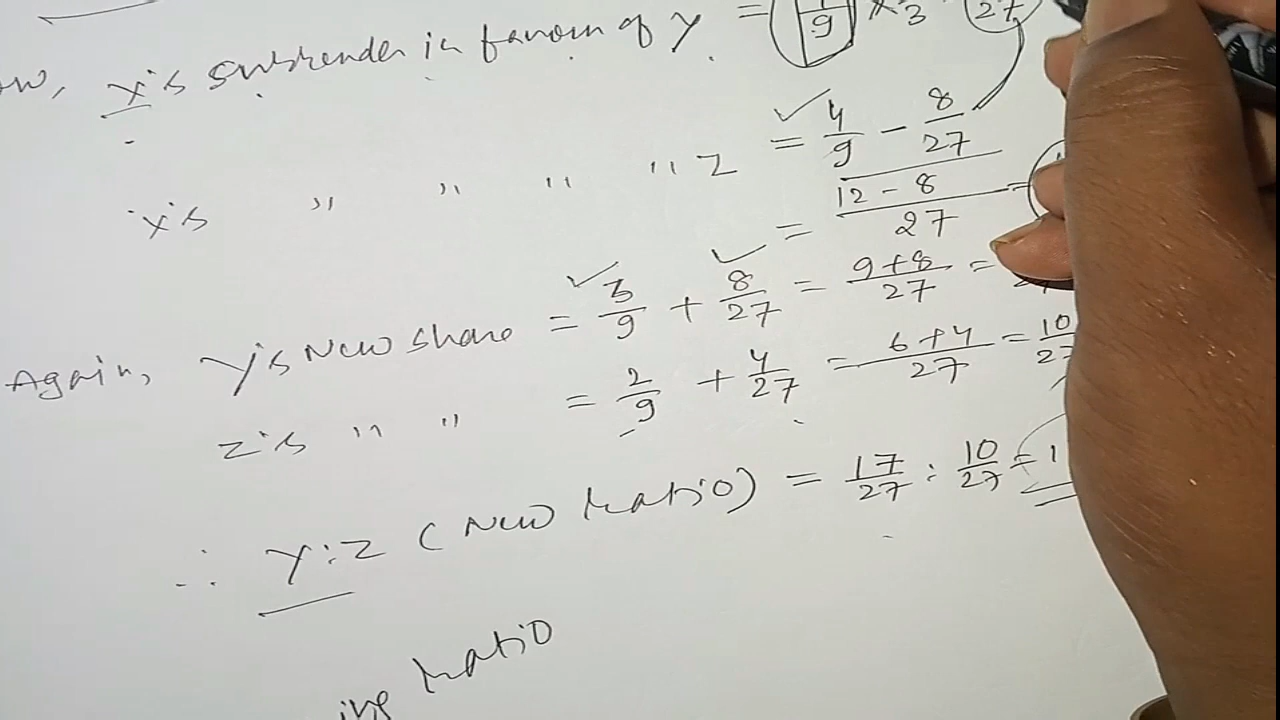 X's surrender in favour of Y = 9 × 3 27
X's " " " " Z = 4/9 - 8/27
= 12 - 8 / 27 =
Again, Y's New share = 3/9 + 8/27 = 9+8/27 =
Z's " " = 2/9 + 4/27 = 6+4/27 = 10/27
∴ Y:Z (New Ratio) = 17/27 : 10/27 = 1
Ratio